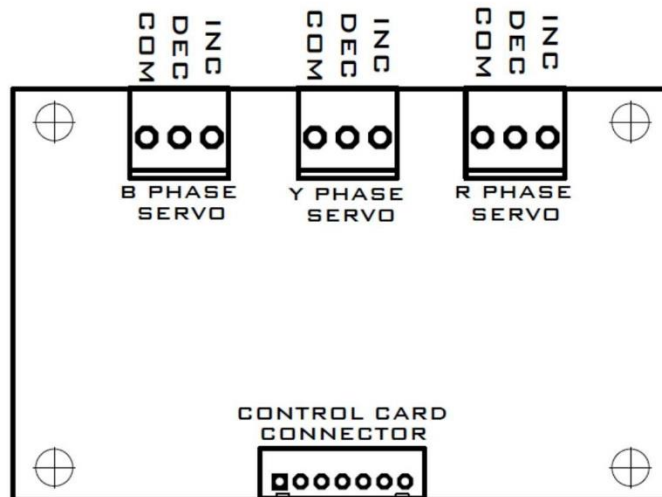 COM DEC INC COM DEC INC COM DEC INC
B PHASE SERVO
Y PHASE SERVO
R PHASE SERVO
CONTROL CARD
CONNECTOR